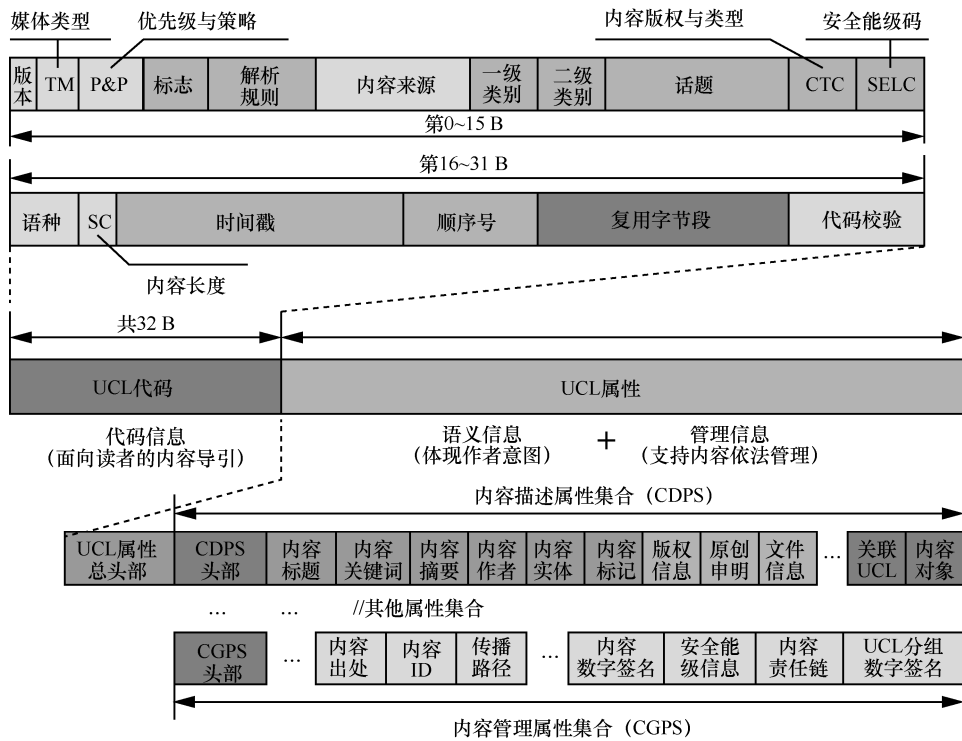 媒体类型
优先级与策略
内容版权与类型
安全能级码
版本
TM
P&P
标志
解析
规则
内容来源
一级
类别
二级
类别
话题
CTC
SELC
第0~15 B
第16~31 B
语种
SC
时间戳
顺序号
复用字节段
代码校验
内容长度
共32 B
UCL代码
UCL属性
代码信息
（面向读者的内容导引）
语义信息
（体现作者意图）
+
管理信息
（支持内容依法管理）
内容描述属性集合（CDPS）
UCL属性
总头部
CDPS
头部
内容
标题
内容
关键词
内容
摘要
内容
作者
内容
实体
内容
标记
版权
信息
原创
申明
文件
信息
…
关联
UCL
内容
对象
…
…
//其他属性集合
CGPS
头部
…
内容
出处
内容
ID
传播
路径
…
内容
数字签名
安全能
级信息
内容
责任链
UCL分组
数字签名
内容管理属性集合（CGPS）